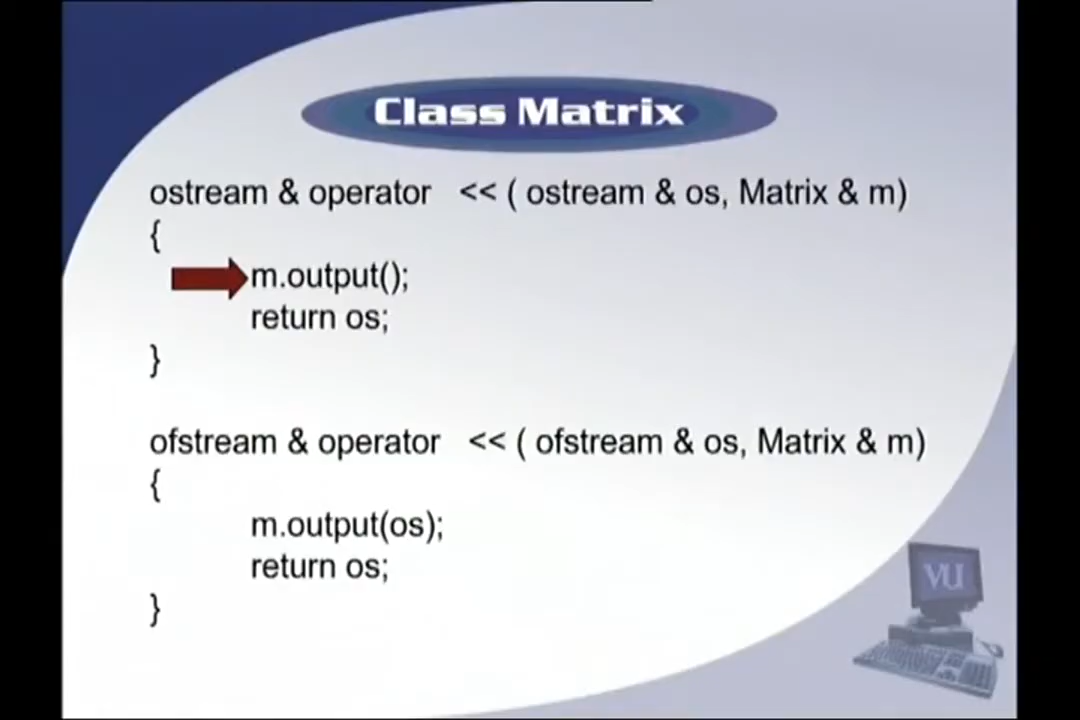 Class Matrix
ostream & operator << ( ostream & os, Matrix & m)
{
m.output();
return os;
}
ofstream & operator << ( ofstream & os, Matrix & m)
{
m.output(os);
return os;
}
VU